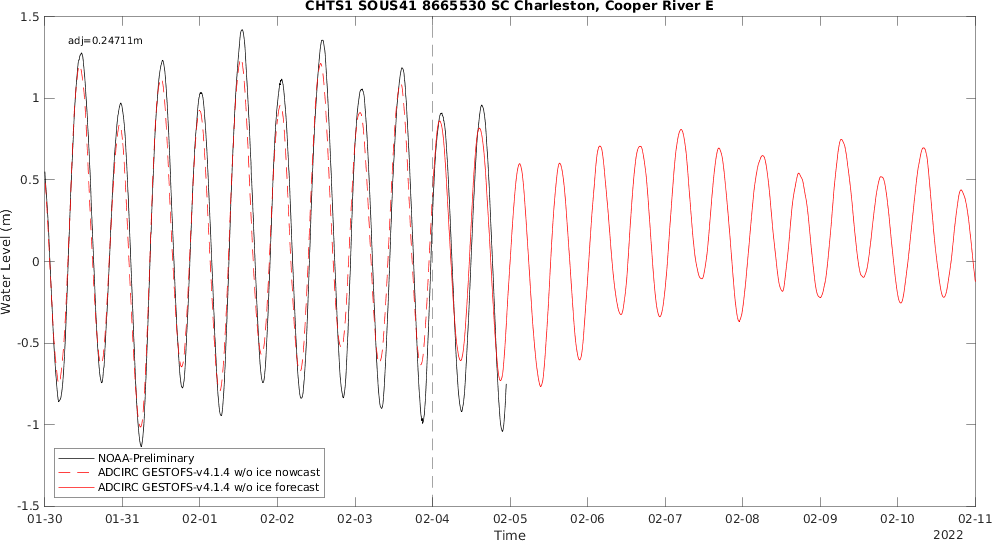 CHTS1 SOUS41 8665530 SC Charleston, Cooper River E
adj=0.24711m
Water Level (m)
1.5
1
0.5
0
-0.5
-1
-1.5
NOAA-Preliminary
ADCIRC GESTOFS-v4.1.4 w/o ice nowcast
ADCIRC GESTOFS-v4.1.4 w/o ice forecast
01-30 01-31 02-01 02-02 02-03 02-04 02-05 02-06 02-07 02-08 02-09 02-10 02-11
Time
2022